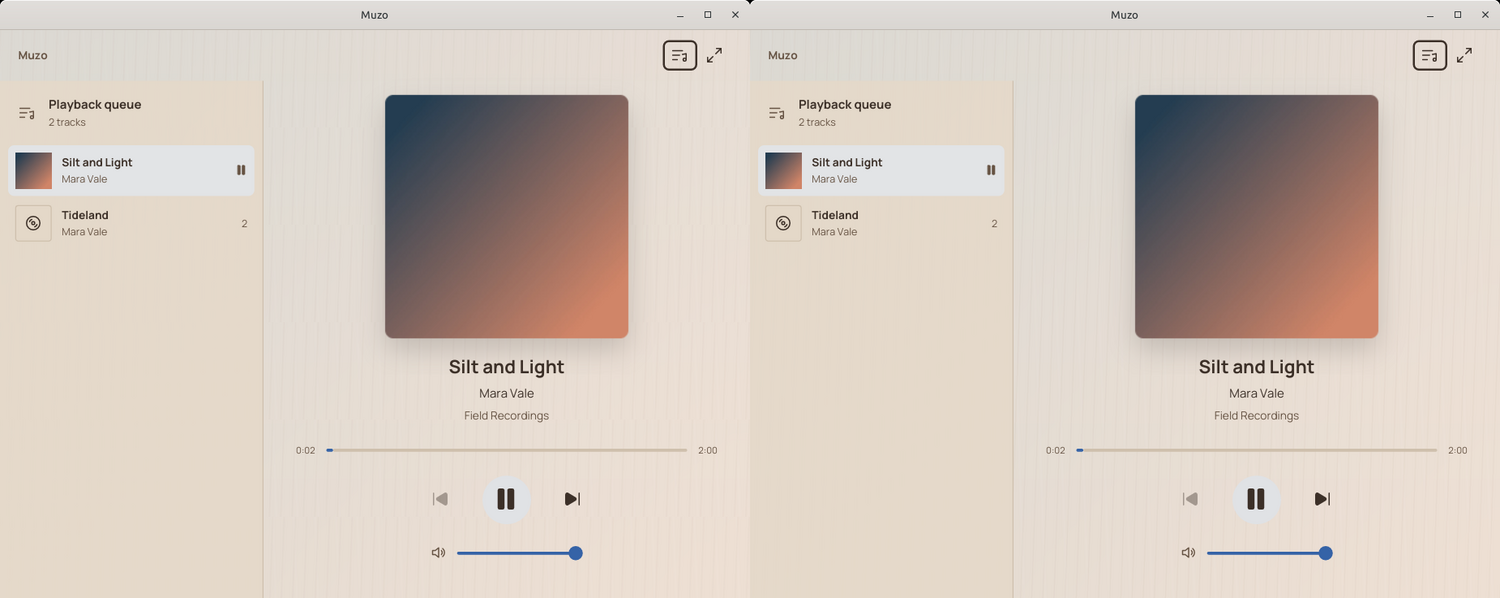 Muzo
Muzo
Playback queue
2 tracks
Silt and Light
Mara Vale
Tideland
Mara Vale
2
Silt and Light
Mara Vale
Field Recordings
0:02
2:00
Muzo
Muzo
Playback queue
2 tracks
Silt and Light
Mara Vale
Tideland
Mara Vale
2
Silt and Light
Mara Vale
Field Recordings
0:02
2:00